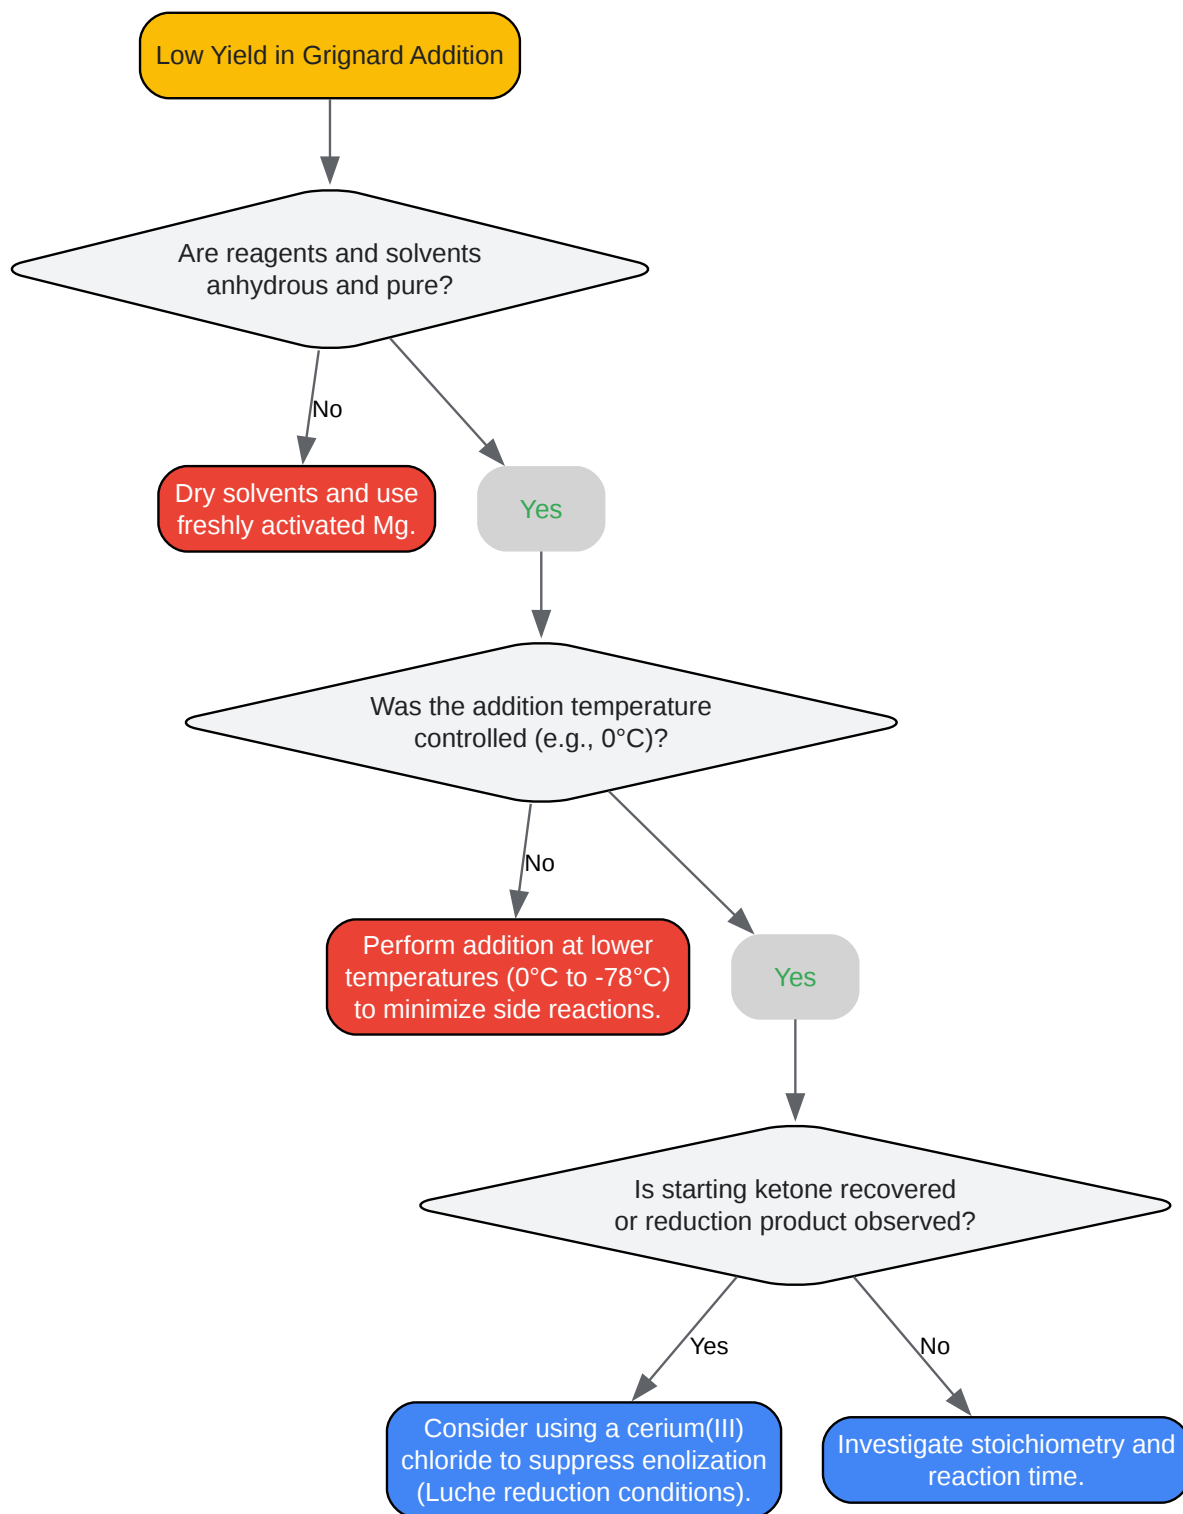 Low Yield in Grignard Addition
Are reagents and solvents
anhydrous and pure?
No
Dry solvents and use
freshly activated Mg.
Yes
Was the addition temperature
controlled (e.g., 0°C)?
No
Perform addition at lower
temperatures (0°C to -78°C)
to minimize side reactions.
Yes
Is starting ketone recovered
or reduction product observed?
Yes
No
Consider using a cerium(III)
chloride to suppress enolization
(Luche reduction conditions).
Investigate stoichiometry and
reaction time.